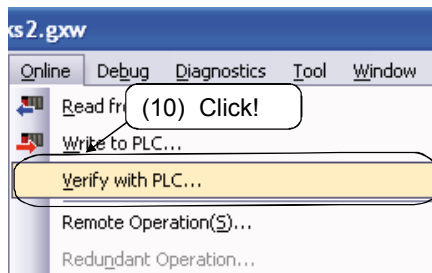 ks2.gxw
Online Debug Diagnostics Tool Window
Read fr
(10) Click!
Write to PLC...
Verify with PLC...
Remote Operation(S)...
Redundant Operation...